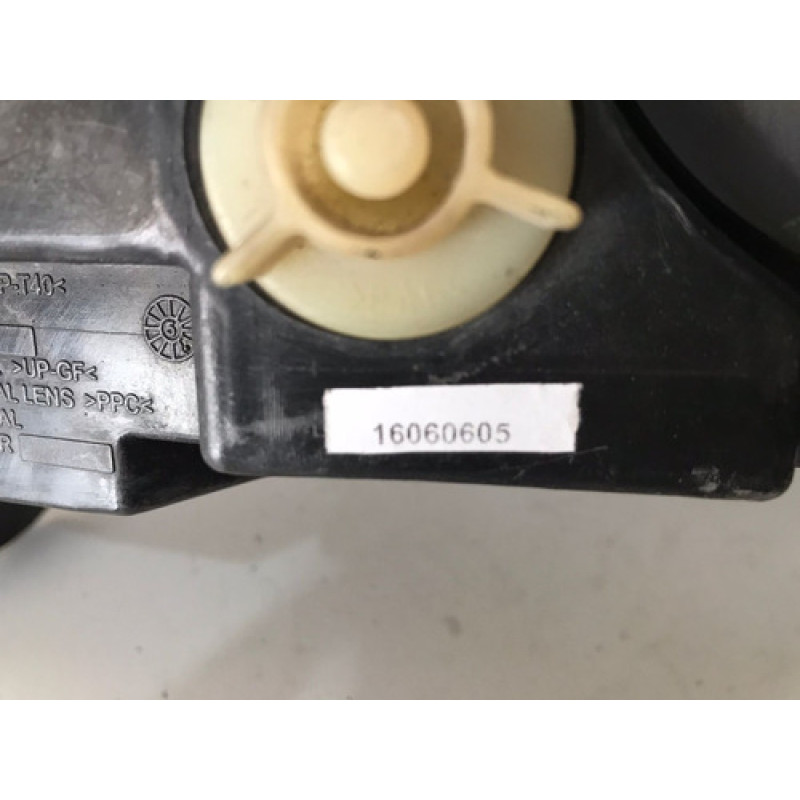 P-T40<
>UP-GF<
AL LENS >PPC<
AL
R
16060605